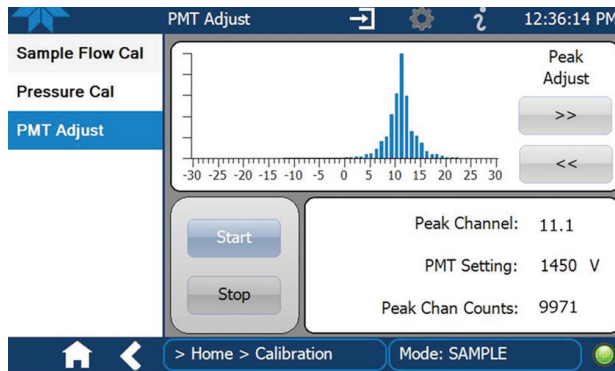 PMT Adjust 12:36:14 PM
Sample Flow Cal
Pressure Cal
PMT Adjust
Peak
Adjust
>>
<<
-30 -25 -20 -15 -10 -5 0 5 10 15 20 25 30
Start
Stop
Peak Channel: 11.1
PMT Setting: 1450 V
Peak Chan Counts: 9971
> Home > Calibration
Mode: SAMPLE